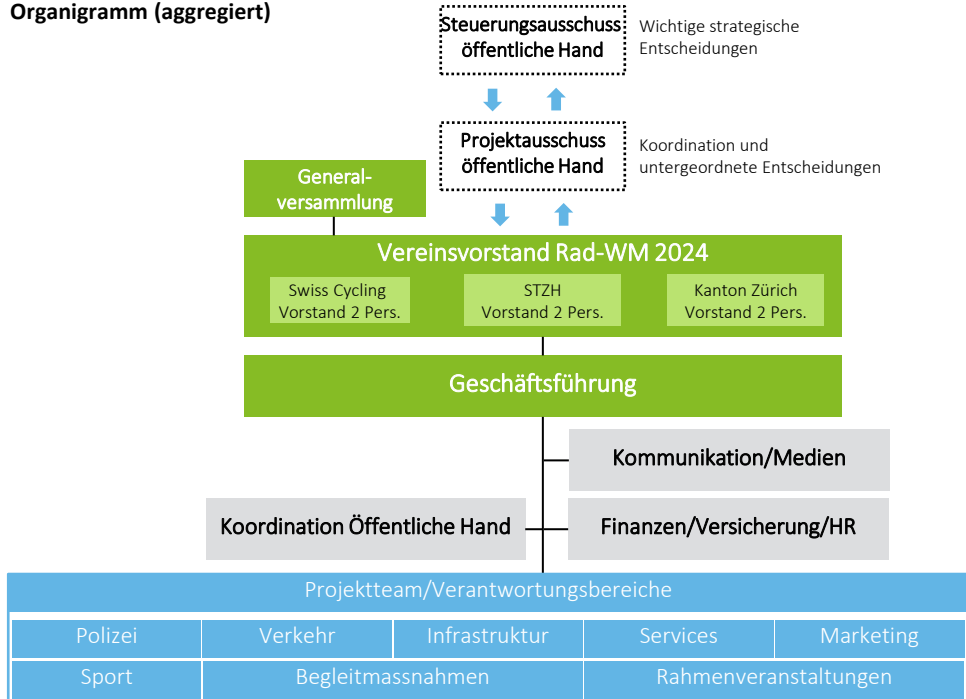 Organigramm (aggregiert)
Steuerungsausschuss
öffentliche Hand
Wichtige strategische
Entscheidungen
Projektausschuss
öffentliche Hand
Koordination und
untergeordnete Entscheidungen
General-
versammlung
Vereinsvorstand Rad-WM 2024
Swiss Cycling
Vorstand 2 Pers.
STZH
Vorstand 2 Pers.
Kanton Zürich
Vorstand 2 Pers.
Geschäftsführung
Kommunikation/Medien
Koordination Öffentliche Hand
Finanzen/Versicherung/HR
Projektteam/Verantwortungsbereiche
Polizei
Verkehr
Infrastruktur
Services
Marketing
Sport
Begleitmassnahmen
Rahmenveranstaltungen